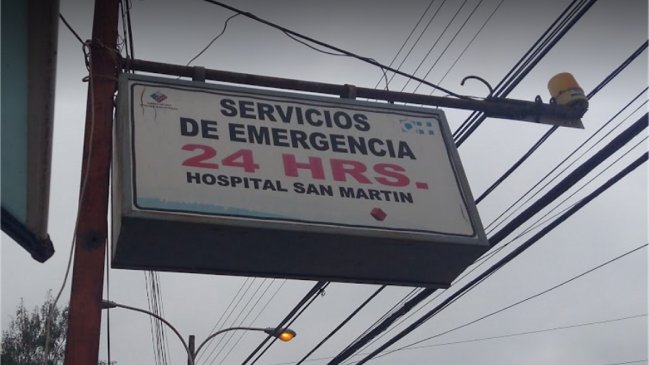 SERVICIOS
DE EMERGENCIA
24 HRS.
HOSPITAL SAN MARTIN